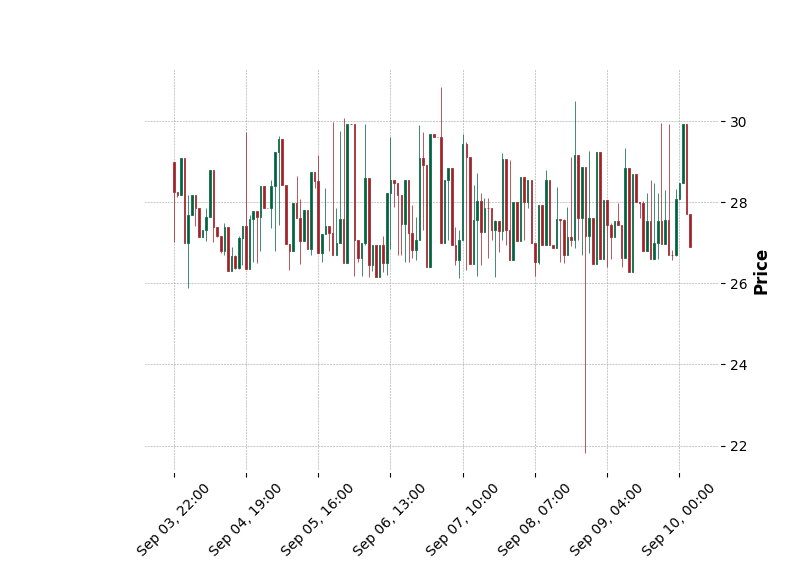 30
28
26
24
22
Price
Sep 03, 22:00
Sep 04, 19:00
Sep 05, 16:00
Sep 06, 13:00
Sep 07, 10:00
Sep 08, 07:00
Sep 09, 04:00
Sep 10, 00:00